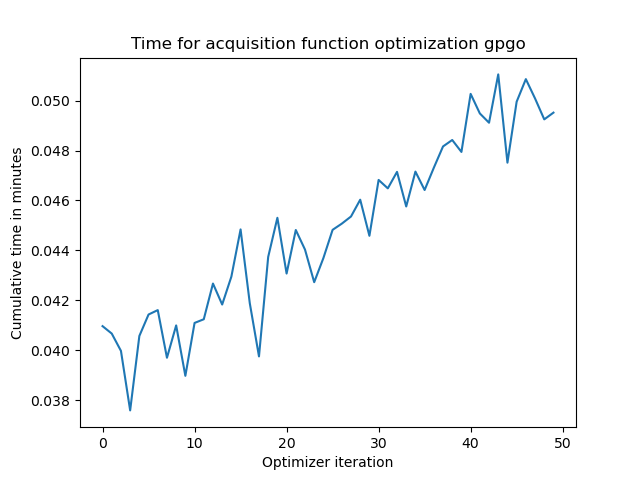 Time for acquisition function optimization gpgo
Cumulative time in minutes
0.050
0.048
0.046
0.044
0.042
0.040
0.038
0 10 20 30 40 50
Optimizer iteration